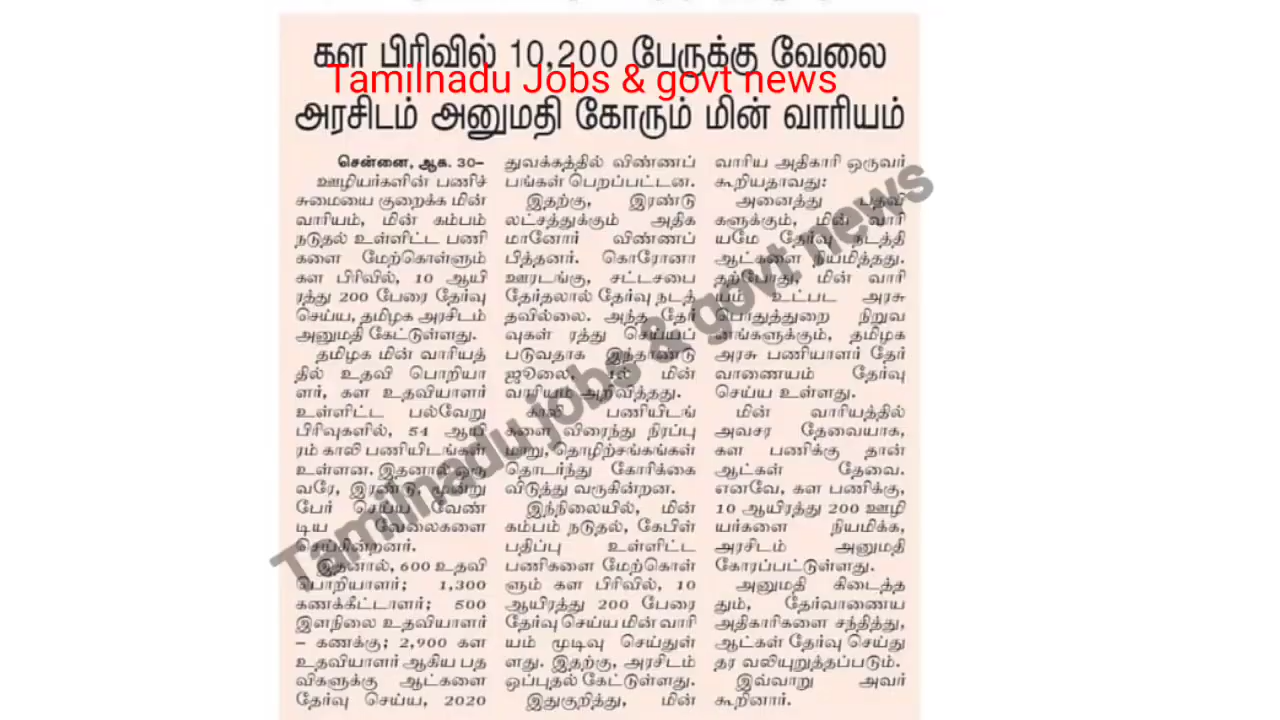 கள பிரிவில் 10,200 பேருக்கு வேலை
Tamilnadu Jobs & govt news
அரசிடம் அனுமதி கோரும் மின் வாரியம்
சென்னை, ஆக. 30–
ஊழியர்களின் பணிச்
சுமையை குறைக்க மின்
வாரியம், மின் கம்பம்
நடுதல் உள்ளிட்ட பணி
களை மேற்கொள்ளும்
கள பிரிவில், 10 ஆயி
ரத்து 200 பேரை தேர்வு
செய்ய, தமிழக அரசிடம்
அனுமதி கேட்டுள்ளது.
தமிழக மின் வாரியத்
தில் உதவி பொறியா
ளர், கள உதவியாளர்
உள்ளிட்ட பல்வேறு
பிரிவுகளில், 54 ஆயி
ரம் காலி பணியிடங்கள்
உள்ளன. இதனால் ஒரு
வரே, இரண்டு, மூன்று
பேர் செய்ய வேண்
டிய வேலைகளை
செய்கின்றனர்.
இதனால், 600 உதவி
பொறியாளர்; 1,300
கணக்கீட்டாளர்; 500
இளநிலை உதவியாளர்
– கணக்கு; 2,900 கள
உதவியாளர் ஆகிய பத
விகளுக்கு ஆட்களை
தேர்வு செய்ய, 2020
துவக்கத்தில் விண்ணப்
பங்கள் பெறப்பட்டன.
இதற்கு, இரண்டு
லட்சத்துக்கும் அதிக
மானோர் விண்ணப்
பித்தனர். கொரோனா
ஊரடங்கு, சட்டசபை
தேர்தலால் தேர்வு நடத்
தவில்லை. அந்த தேர்
வுகள் ரத்து செய்யப்
படுவதாக இந்தாண்டு
ஜூலை, மின்
வாரியம் அறிவித்தது.
காலி பணியிடங்
களை விரைந்து நிரப்பு
மாறு, தொழிற்சங்கங்கள்
தொடர்ந்து கோரிக்கை
விடுத்து வருகின்றன.
இந்நிலையில், மின்
கம்பம் நடுதல், கேபிள்
பதிப்பு உள்ளிட்ட
பணிகளை மேற்கொள்
ளும் கள பிரிவில், 10
ஆயிரத்து 200 பேரை
தேர்வு செய்ய மின் வாரி
யம் முடிவு செய்துள்
ளது. இதற்கு, அரசிடம்
ஒப்புதல் கேட்டுள்ளது.
இதுகுறித்து, மின்
வாரிய அதிகாரி ஒருவர்
கூறியதாவது:
அனைத்து பதவி
களுக்கும், மின் வாரி
யமே தேர்வு நடத்தி
ஆட்களை நியமித்தது.
தற்போது, மின் வாரி
யம் உட்பட அரசு
பொதுத்துறை நிறுவ
னங்களுக்கும், தமிழக
அரசு பணியாளர் தேர்
வாணையம் தேர்வு
செய்ய உள்ளது.
மின் வாரியத்தில்
அவசர தேவையாக,
கள பணிக்கு தான்
ஆட்கள் தேவை.
எனவே, கள பணிக்கு,
10 ஆயிரத்து 200 ஊழி
யர்களை நியமிக்க,
அரசிடம் அனுமதி
கோரப்பட்டுள்ளது.
அனுமதி கிடைத்த
தும், தேர்வாணைய
அதிகாரிகளை சந்தித்து,
ஆட்கள் தேர்வு செய்து
தர வலியுறுத்தப்படும்.
இவ்வாறு அவர்
கூறினார்.
Tamilnadu jobs & govt news